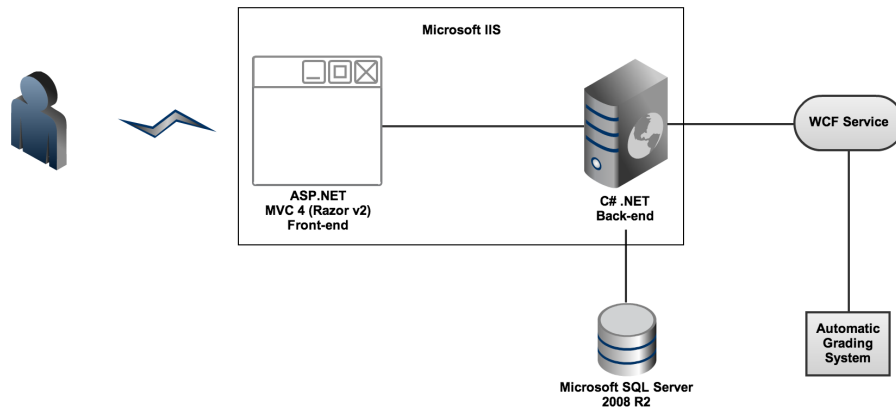 Microsoft IIS
ASP.NET
MVC 4 (Razor v2)
Front-end
C# .NET
Back-end
WCF Service
Microsoft SQL Server
2008 R2
Automatic
Grading
System